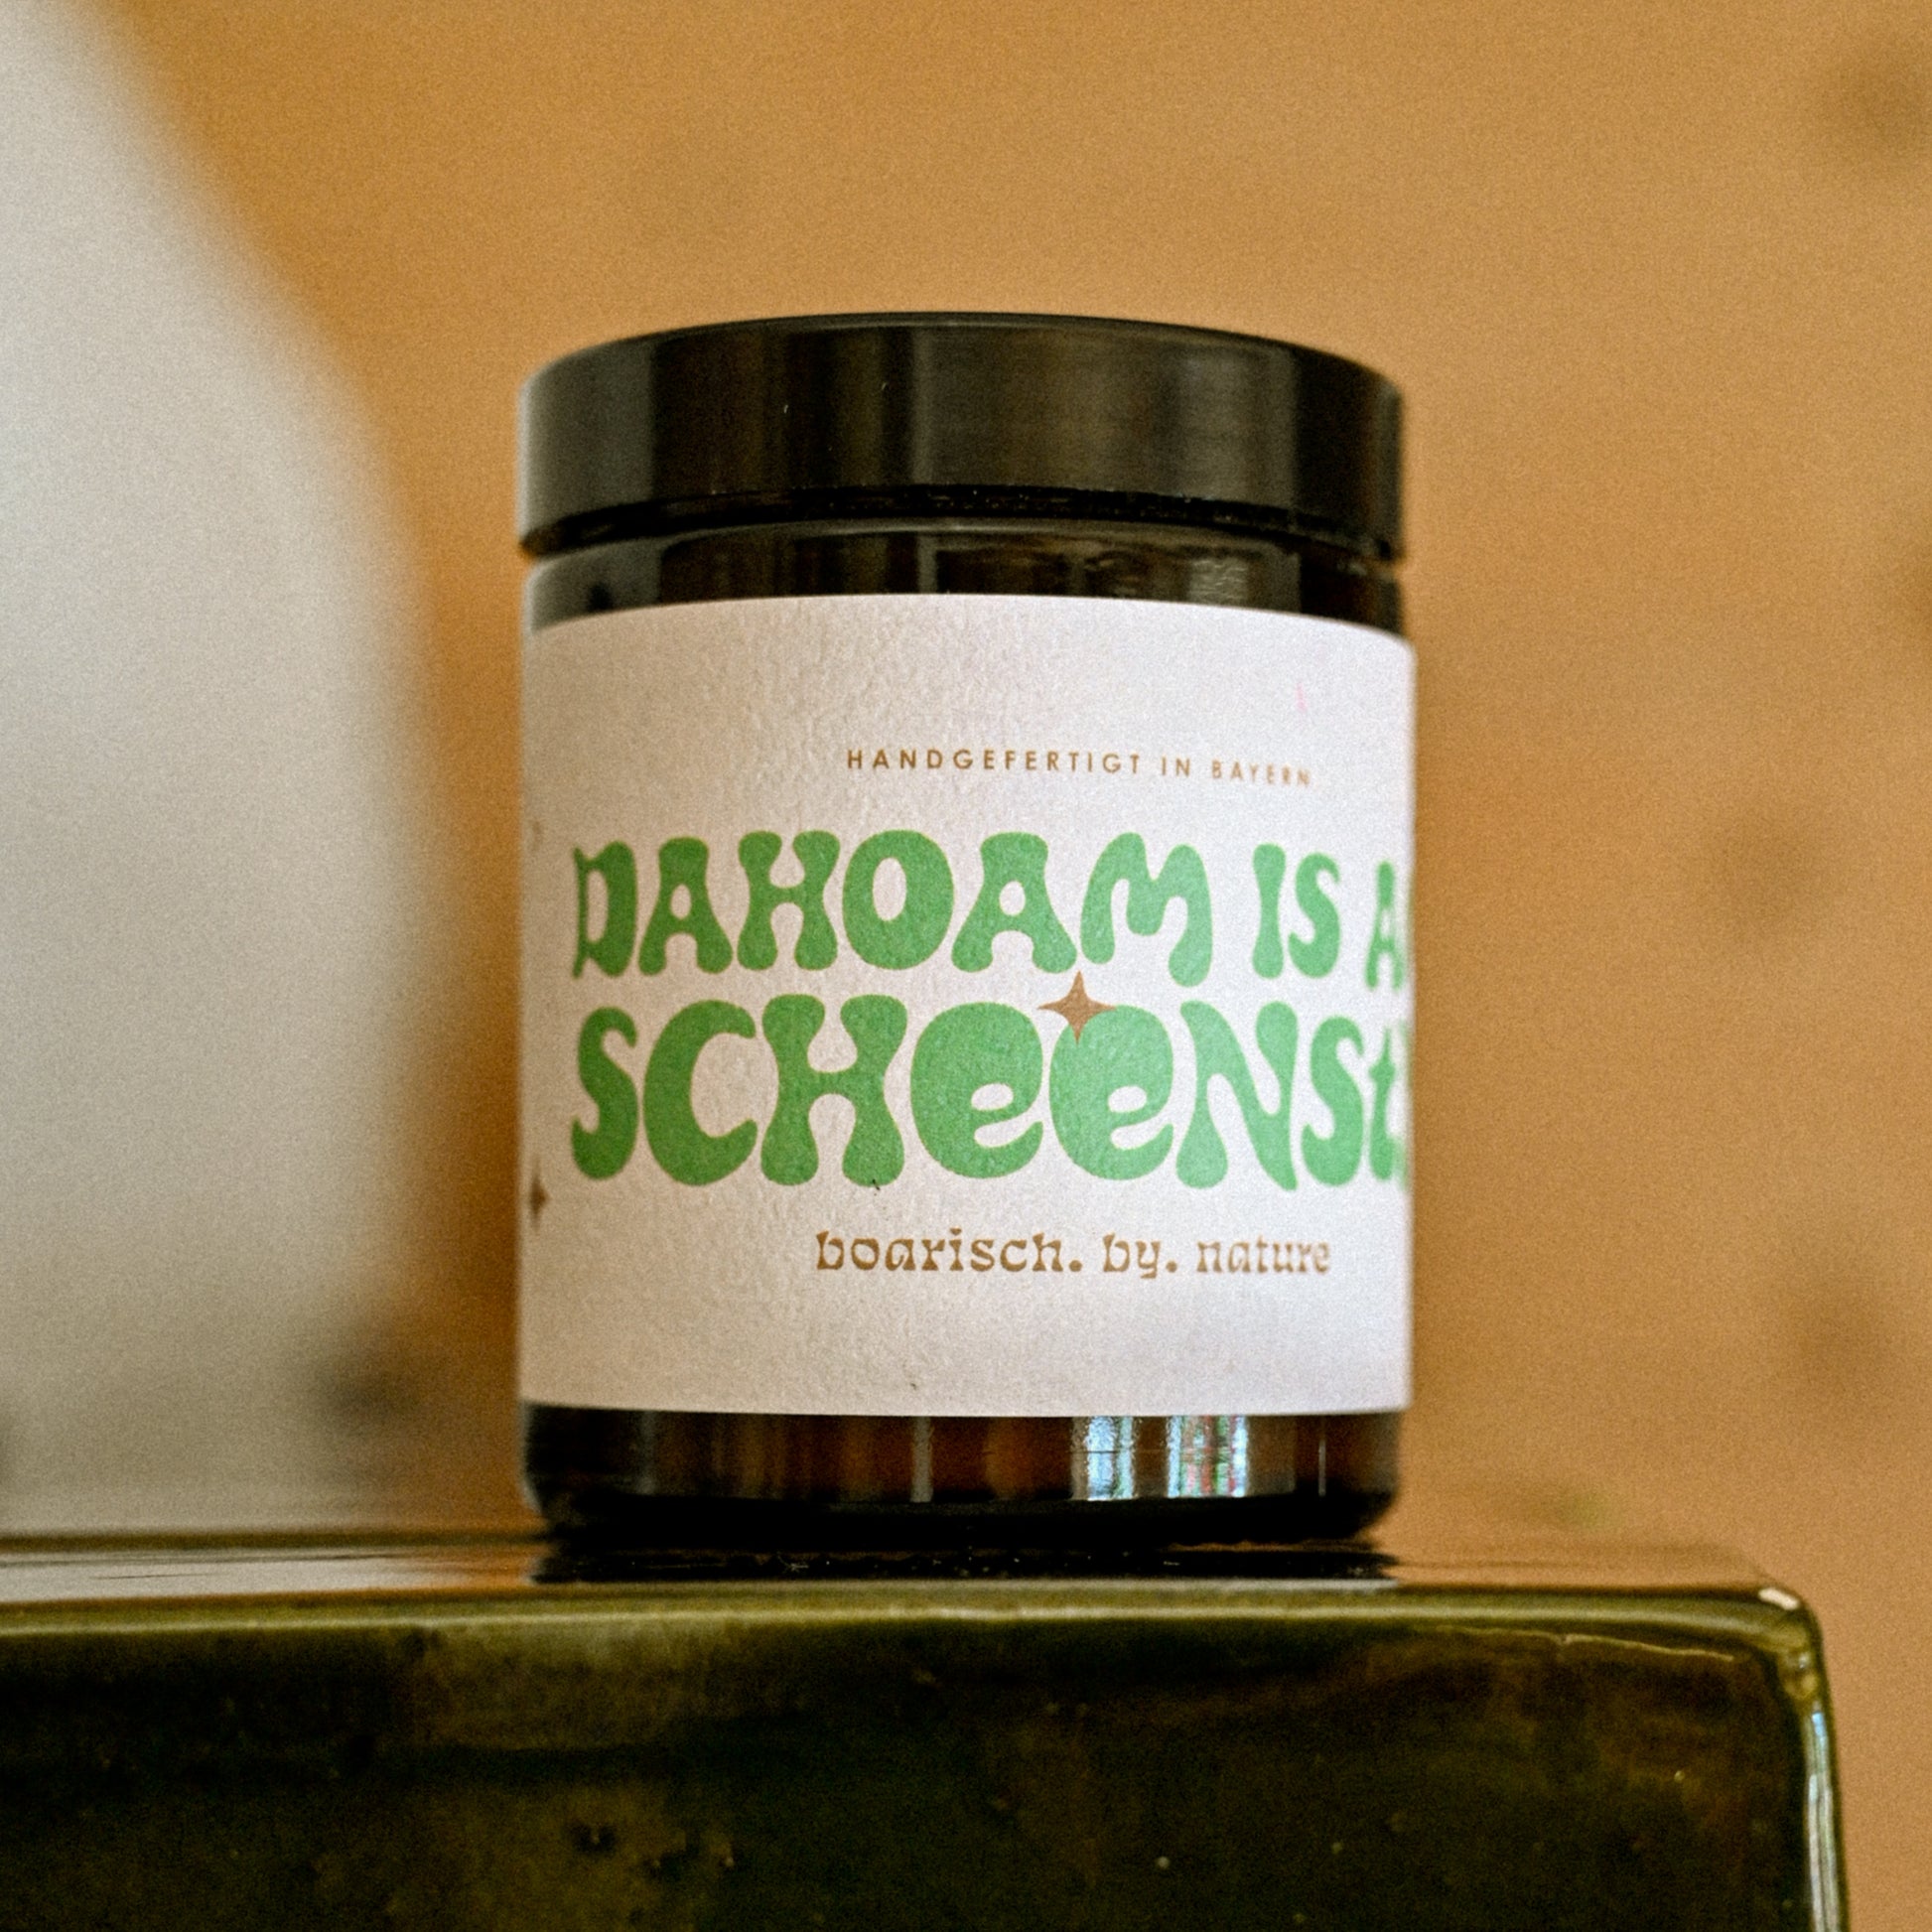 HANDGEFERTIGT IN BAYERN
DAHOAM IS
SCHEENST
boarisch. by. nature